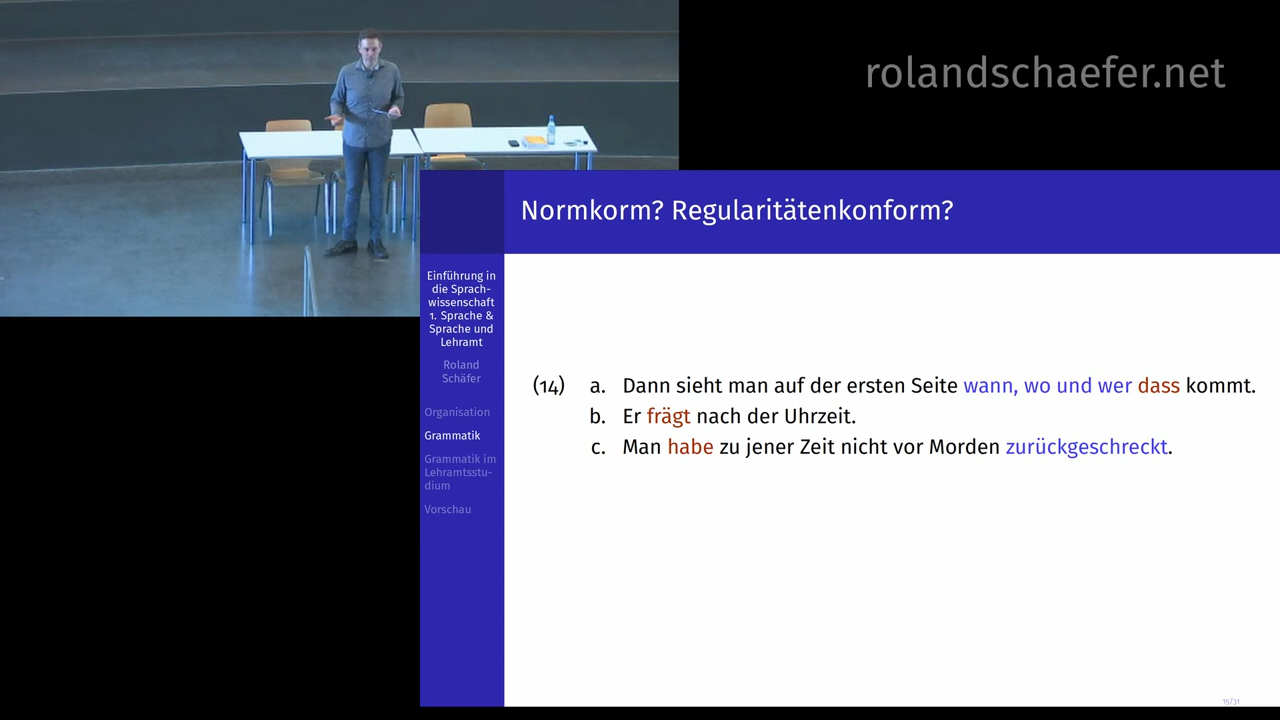 rolandschaefer.net
Normkorm? Regularitätenkonform?
Einführung in
die Sprach-
wissenschaft
1. Sprache &
Sprache und
Lehramt
Roland
Schäfer
Organisation
Grammatik
Grammatik im
Lehramtsstu-
dium
Vorschau
(14) a. Dann sieht man auf der ersten Seite wann, wo und wer dass kommt.
b. Er frägt nach der Uhrzeit.
c. Man habe zu jener Zeit nicht vor Morden zurückgeschreckt.
15/31